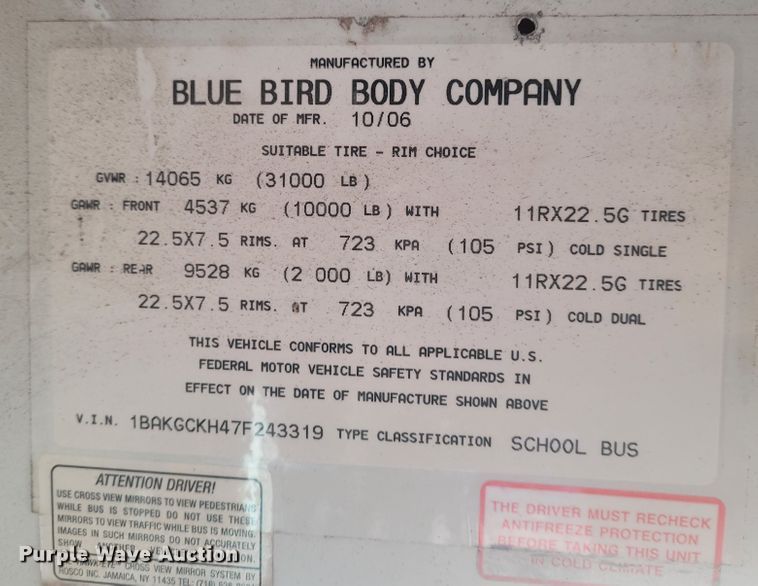 MANUFACTURED BY
BLUE BIRD BODY COMPANY
DATE OF MFR. 10/06
SUITABLE TIRE - RIM CHOICE
GVWR : 14065 KG (31000 LB)
GAWR : FRONT 4537 KG (10000 LB) WITH 11RX22.5G TIRES
22.5X7.5 RIMS. AT 723 KPA (105 PSI) COLD SINGLE
GAWR : REAR 9528 KG (2 000 LB) WITH 11RX22.5G TIRES
22.5X7.5 RIMS. AT 723 KPA (105 PSI) COLD DUAL
THIS VEHICLE CONFORMS TO ALL APPLICABLE U.S.
FEDERAL MOTOR VEHICLE SAFETY STANDARDS IN
EFFECT ON THE DATE OF MANUFACTURE SHOWN ABOVE
V.I.N. 1BAKGCKH47F243319 TYPE CLASSIFICATION SCHOOL BUS
ATTENTION DRIVER!
USE CROSS VIEW MIRRORS TO VIEW PEDESTRIANS
WHILE BUS IS STOPPED DO NOT USE THESE
MIRRORS TO VIEW TRAFFIC WHILE BUS IS MOVING.
IMAGES IN SUCH MIRRORS DO NOT ACCURATELY
SHOW
CROSS VIEW MIRROR SYSTEM BY
ROSCO INC. JAMAICA, NY 11435 TEL:
THE DRIVER MUST RECHECK
ANTIFREEZE PROTECTION
BEFORE TAKING THIS UNIT
IN COLD CLIMATE
Purple Wave Auction